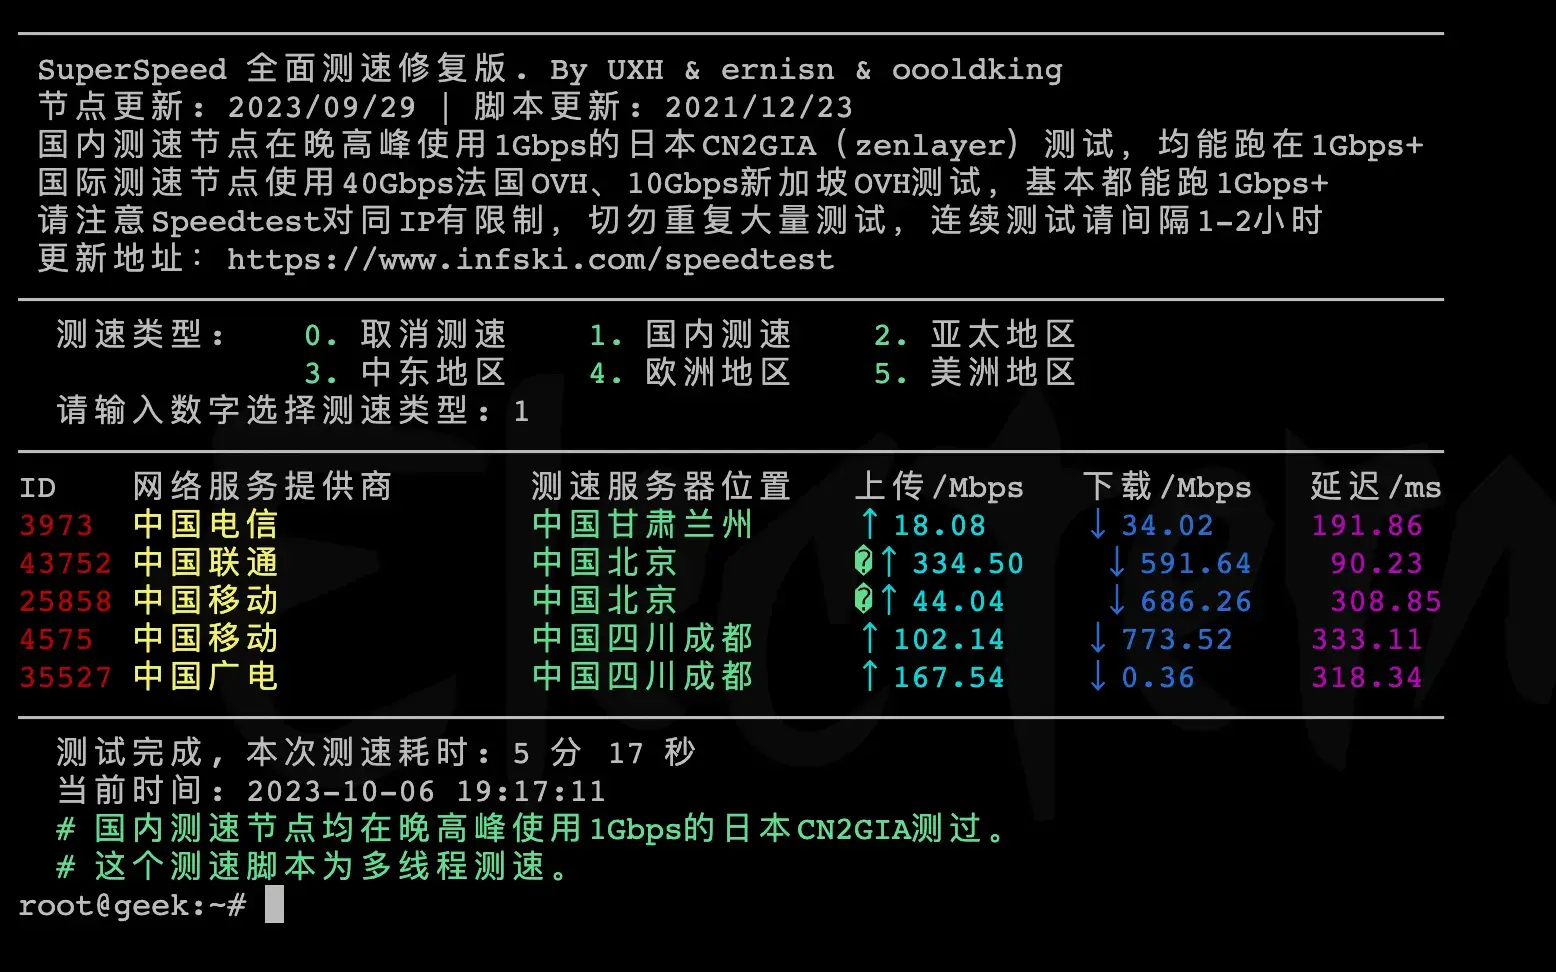 SuperSpeed 全面测速修复版. By UXH & ernisn & oooldking
节点更新: 2023/09/29 | 脚本更新: 2021/12/23
国内测速节点在晚高峰使用1Gbps的日本CN2GIA（zenlayer）测试，均能跑在1Gbps+
国际测速节点使用40Gbps法国OVH、10Gbps新加坡OVH测试，基本都能跑1Gbps+
请注意Speedtest对同IP有限制，切勿重复大量测试，连续测试请间隔1-2小时
更新地址：https://www.infski.com/speedtest
测速类型: 0. 取消测速 1. 国内测速 2. 亚太地区
3. 中东地区 4. 欧洲地区 5. 美洲地区
请输入数字选择测速类型: 1
ID 网络服务提供商 测速服务器位置 上传/Mbps 下载/Mbps 延迟/ms
3973 中国电信 中国甘肃兰州 ↑18.08 ↓34.02 191.86
43752 中国联通 中国北京 �↑ 334.50 ↓591.64 90.23
25858 中国移动 中国北京 �↑ 44.04 ↓686.26 308.85
4575 中国移动 中国四川成都 ↑102.14 ↓773.52 333.11
35527 中国广电 中国四川成都 ↑167.54 ↓0.36 318.34
测试完成, 本次测速耗时: 5 分 17 秒
当前时间: 2023-10-06 19:17:11
# 国内测速节点均在晚高峰使用1Gbps的日本CN2GIA测过。
# 这个测速脚本为多线程测速。
root@geek:~#
Electerm